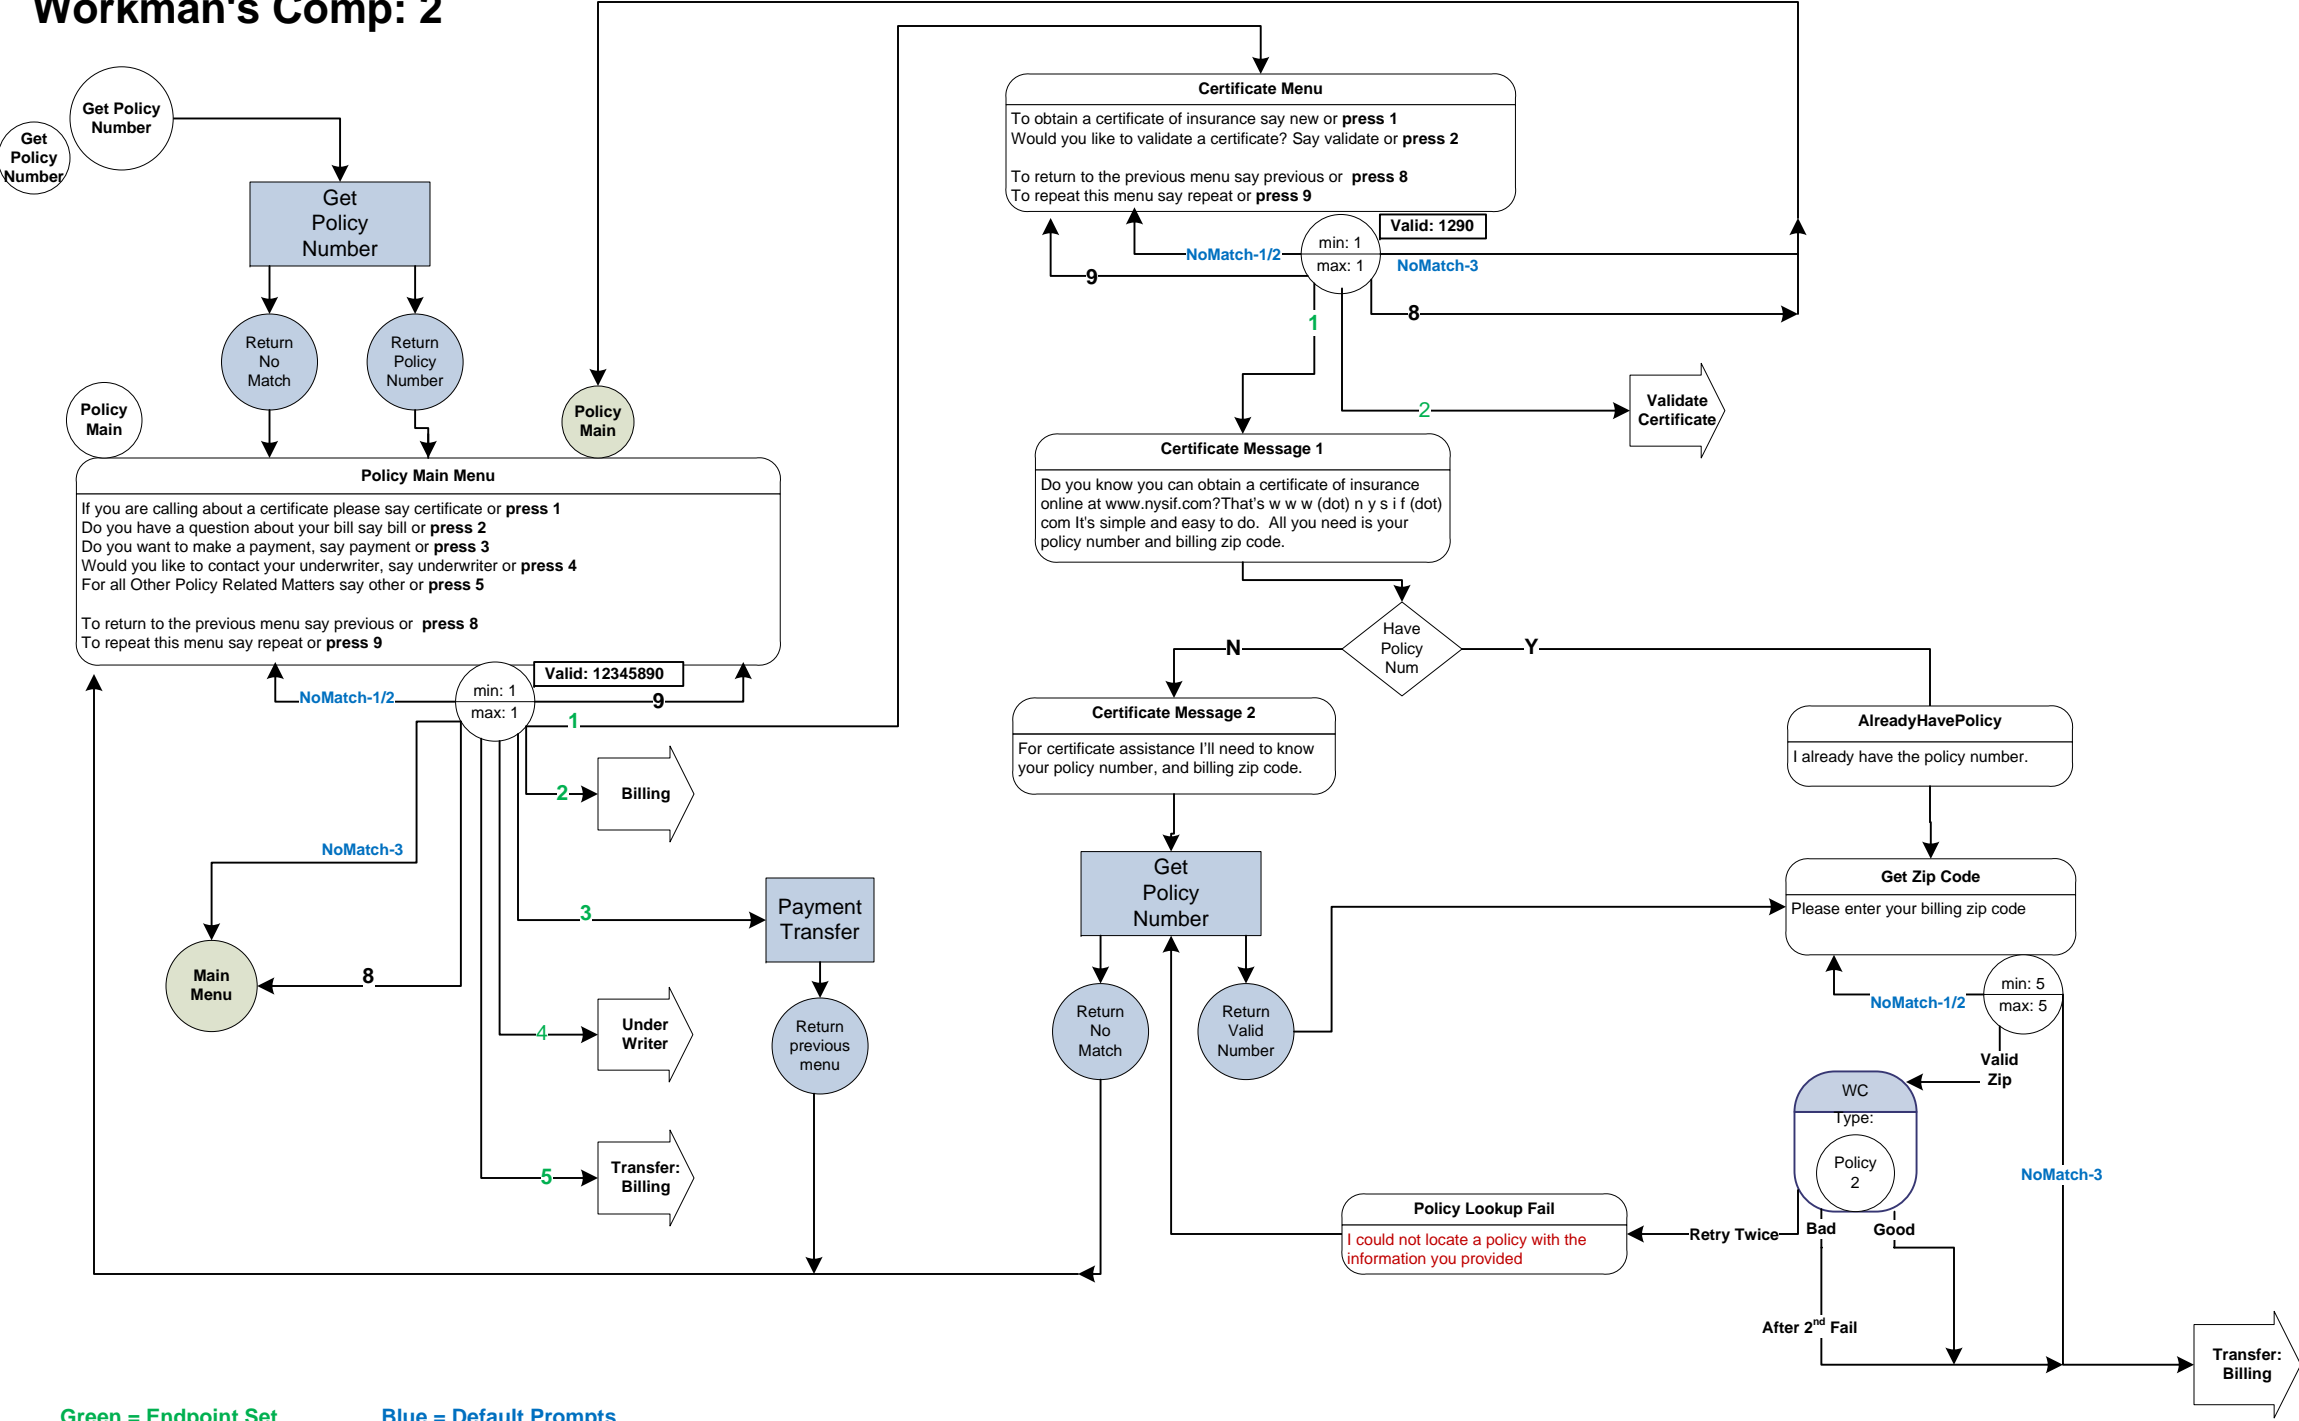 Workman's Comp: 2
Get Policy
Number
Get
Policy
Number
Get
Policy
Number
Return
No
Match
Return
Policy
Number
Policy
Main
Policy
Main
Policy Main Menu
If you are calling about a certificate please say certificate or press 1
Do you have a question about your bill say bill or press 2
Do you want to make a payment, say payment or press 3
Would you like to contact your underwriter, say underwriter or press 4
For all Other Policy Related Matters say other or press 5
To return to the previous menu say previous or press 8
To repeat this menu say repeat or press 9
Valid: 12345890
min: 1
max: 1
NoMatch-1/2
9
1
2
Billing
NoMatch-3
3
Payment
Transfer
8
Main
Menu
4
Under
Writer
Return
previous
menu
5
Transfer:
Billing
Certificate Menu
To obtain a certificate of insurance say new or press 1
Would you like to validate a certificate? Say validate or press 2
To return to the previous menu say previous or press 8
To repeat this menu say repeat or press 9
Valid: 1290
min: 1
max: 1
NoMatch-1/2
NoMatch-3
9
8
1
2
Validate
Certificate
Certificate Message 1
Do you know you can obtain a certificate of insurance
online at www.nysif.com?That's w w w (dot) n y s i f (dot)
com It's simple and easy to do. All you need is your
policy number and billing zip code.
Have
Policy
Num
N
Y
Certificate Message 2
For certificate assistance I'll need to know
your policy number, and billing zip code.
AlreadyHavePolicy
I already have the policy number.
Get
Policy
Number
Get Zip Code
Please enter your billing zip code
Return
No
Match
Return
Valid
Number
min: 5
max: 5
NoMatch-1/2
Valid
Zip
WC
Type:
Policy
2
NoMatch-3
Policy Lookup Fail
I could not locate a policy with the
information you provided
Retry Twice
Bad
Good
After 2nd Fail
Transfer:
Billing
Green = Endpoint Set
Blue = Default Prompts